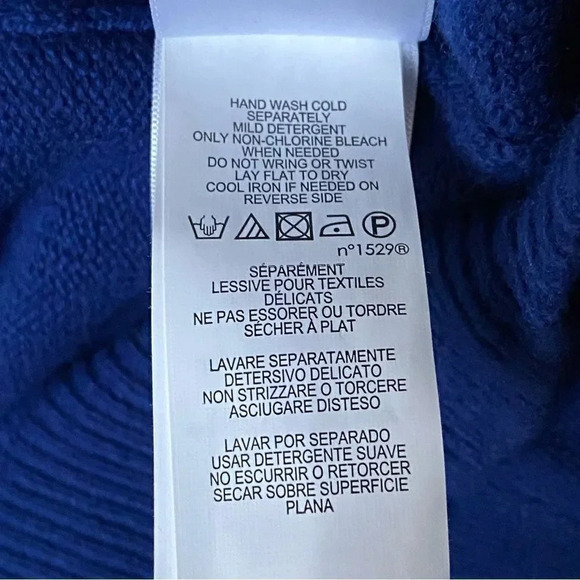 HAND WASH COLD
SEPARATELY
MILD DETERGENT
ONLY NON-CHLORINE BLEACH
WHEN NEEDED
DO NOT WRING OR TWIST
LAY FLAT TO DRY
COOL IRON IF NEEDED ON
REVERSE SIDE
P
n°1529®
SÉPARÉMENT
LESSIVE POUR TEXTILES
DÉLICATS
NE PAS ESSORER OU TORDRE
SÉCHER À PLAT
LAVARE SEPARATAMENTE
DETERSIVO DELICATO
NON STRIZZARE O TORCERE
ASCIUGARE DISTESO
LAVAR POR SEPARADO
USAR DETERGENTE SUAVE
NO ESCURRIR O RETORCER
SECAR SOBRE SUPERFICIE
PLANA